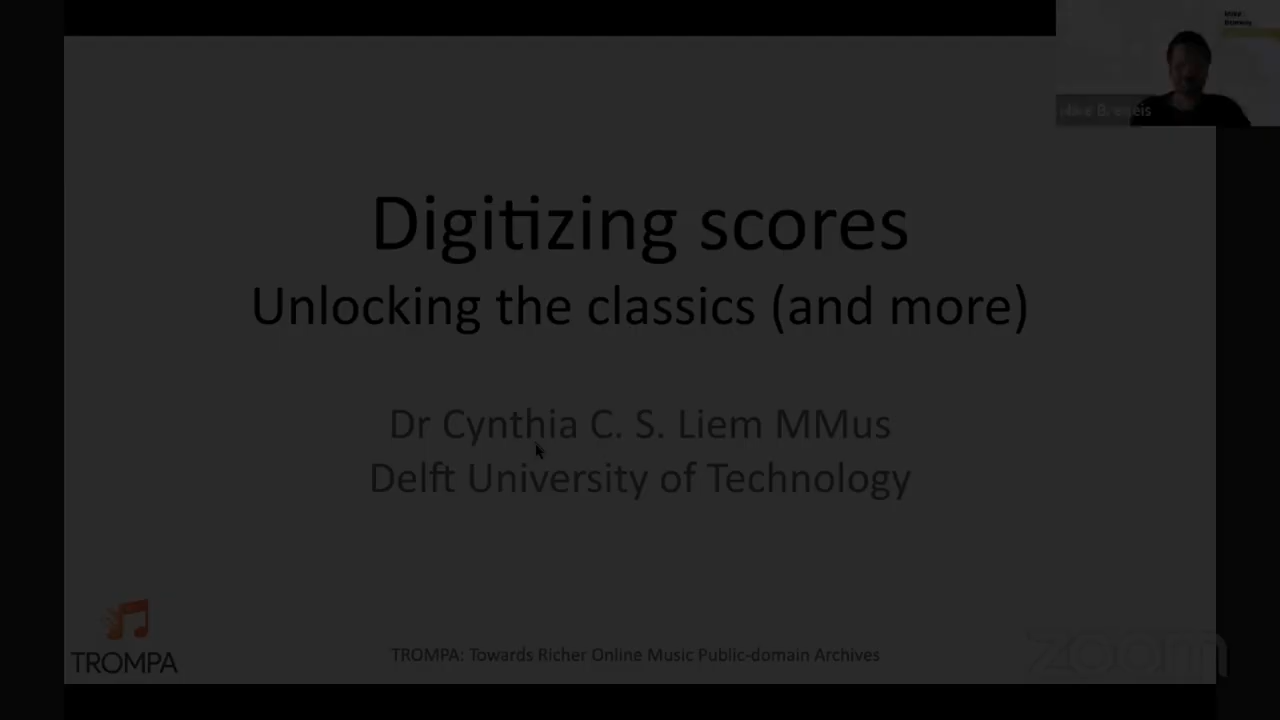 Digitizing scores
Unlocking the classics (and more)
Dr Cynthia C. S. Liem MMus
Delft University of Technology
TROMPA
TROMPA: Towards Richer Online Music Public-domain Archives
zoom